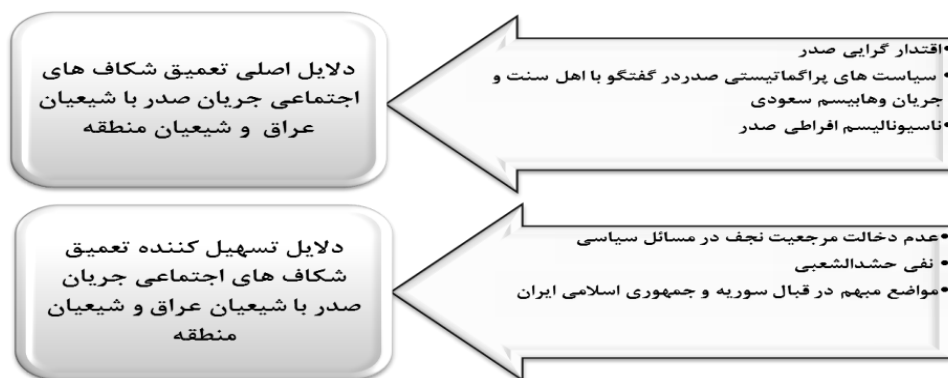 •اقتدار گرایی صدر
• سیاست های پراگماتیستی صدردر گفتگو با اهل سنت و
جریان وهابیسم سعودی
•ناسیونالیسم افراطی صدر
دلایل اصلی تعمیق شکاف های
اجتماعی جریان صدر با شیعیان
عراق و شیعیان منطقه
•عدم دخالت مرجعیت نجف در مسائل سیاسی
• نفی حشدالشعبی
•مواضع مبهم در قبال سوریه و جمهوری اسلامی ایران
دلایل تسهیل کننده تعمیق
شکاف های اجتماعی جریان
صدر با شیعیان عراق و شیعیان
منطقه